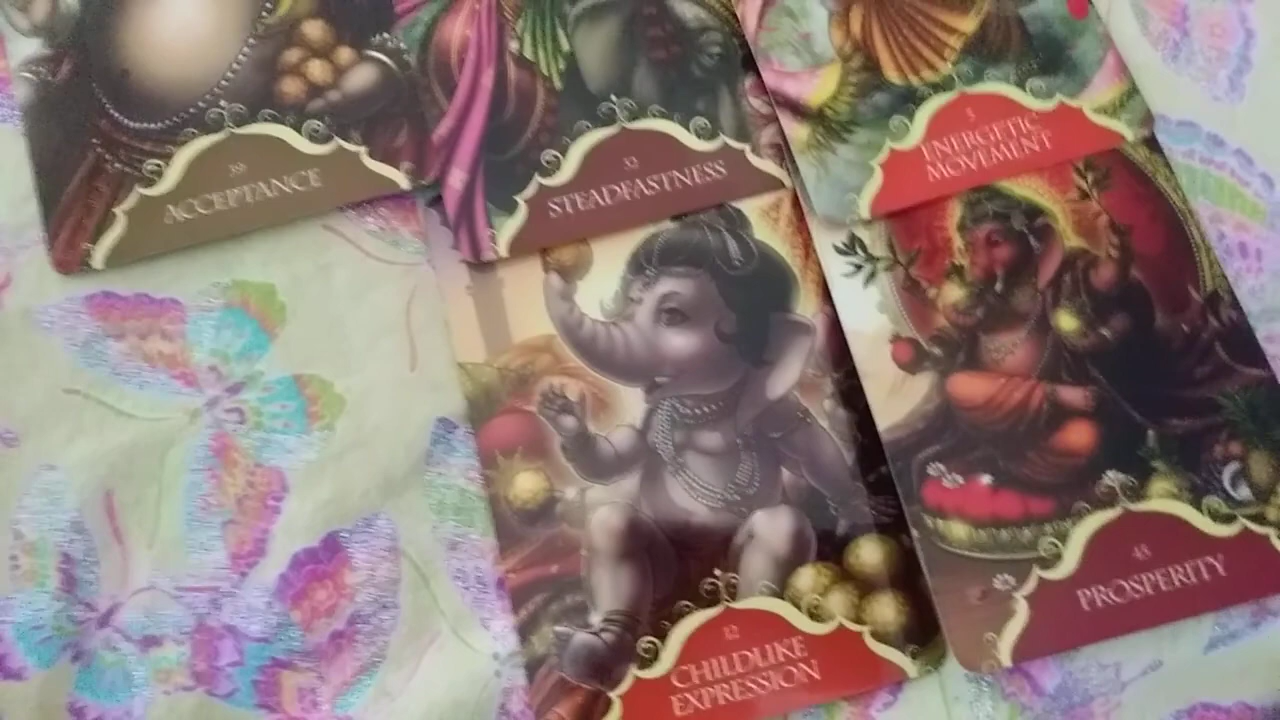 39
ACCEPTANCE
32
STEADFASTNESS
5
ENERGETIC
MOVEMENT
12
CHILDLIKE
EXPRESSION
48
PROSPERITY